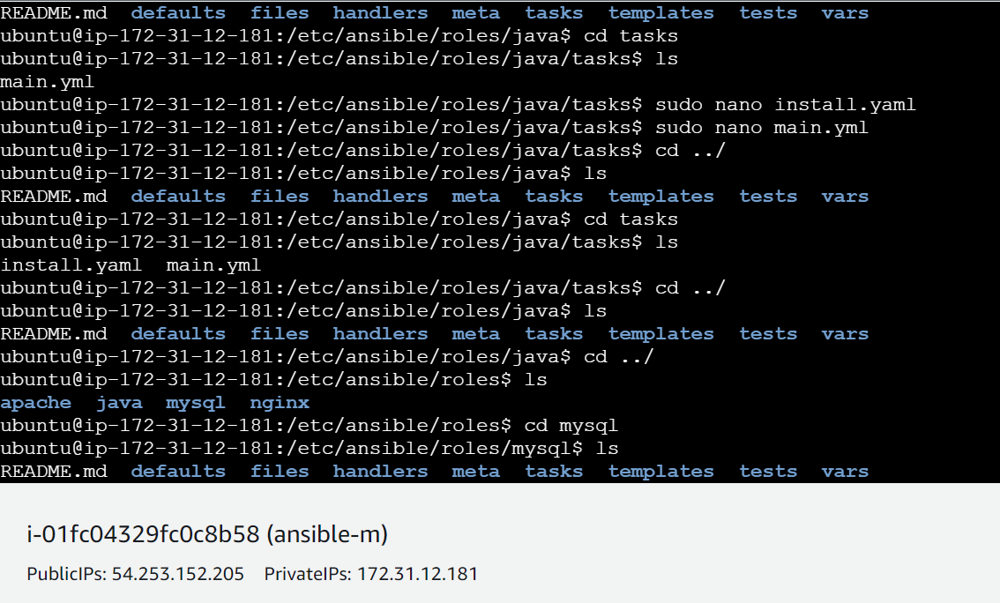 README.md  defaults  files  handlers  meta  tasks  templates  tests  vars
ubuntu@ip-172-31-12-181:/etc/ansible/roles/java$ cd tasks
ubuntu@ip-172-31-12-181:/etc/ansible/roles/java/tasks$ ls
main.yml
ubuntu@ip-172-31-12-181:/etc/ansible/roles/java/tasks$ sudo nano install.yaml
ubuntu@ip-172-31-12-181:/etc/ansible/roles/java/tasks$ sudo nano main.yml
ubuntu@ip-172-31-12-181:/etc/ansible/roles/java/tasks$ cd ../
ubuntu@ip-172-31-12-181:/etc/ansible/roles/java$ ls
README.md  defaults  files  handlers  meta  tasks  templates  tests  vars
ubuntu@ip-172-31-12-181:/etc/ansible/roles/java$ cd tasks
ubuntu@ip-172-31-12-181:/etc/ansible/roles/java/tasks$ ls
install.yaml  main.yml
ubuntu@ip-172-31-12-181:/etc/ansible/roles/java/tasks$ cd ../
ubuntu@ip-172-31-12-181:/etc/ansible/roles/java$ ls
README.md  defaults  files  handlers  meta  tasks  templates  tests  vars
ubuntu@ip-172-31-12-181:/etc/ansible/roles/java$ cd ../
ubuntu@ip-172-31-12-181:/etc/ansible/roles$ ls
apache  java  mysql  nginx
ubuntu@ip-172-31-12-181:/etc/ansible/roles$ cd mysql
ubuntu@ip-172-31-12-181:/etc/ansible/roles/mysql$ ls
README.md  defaults  files  handlers  meta  tasks  templates  tests  vars
i-01fc04329fc0c8b58 (ansible-m)
PublicIPs: 54.253.152.205 PrivateIPs: 172.31.12.181